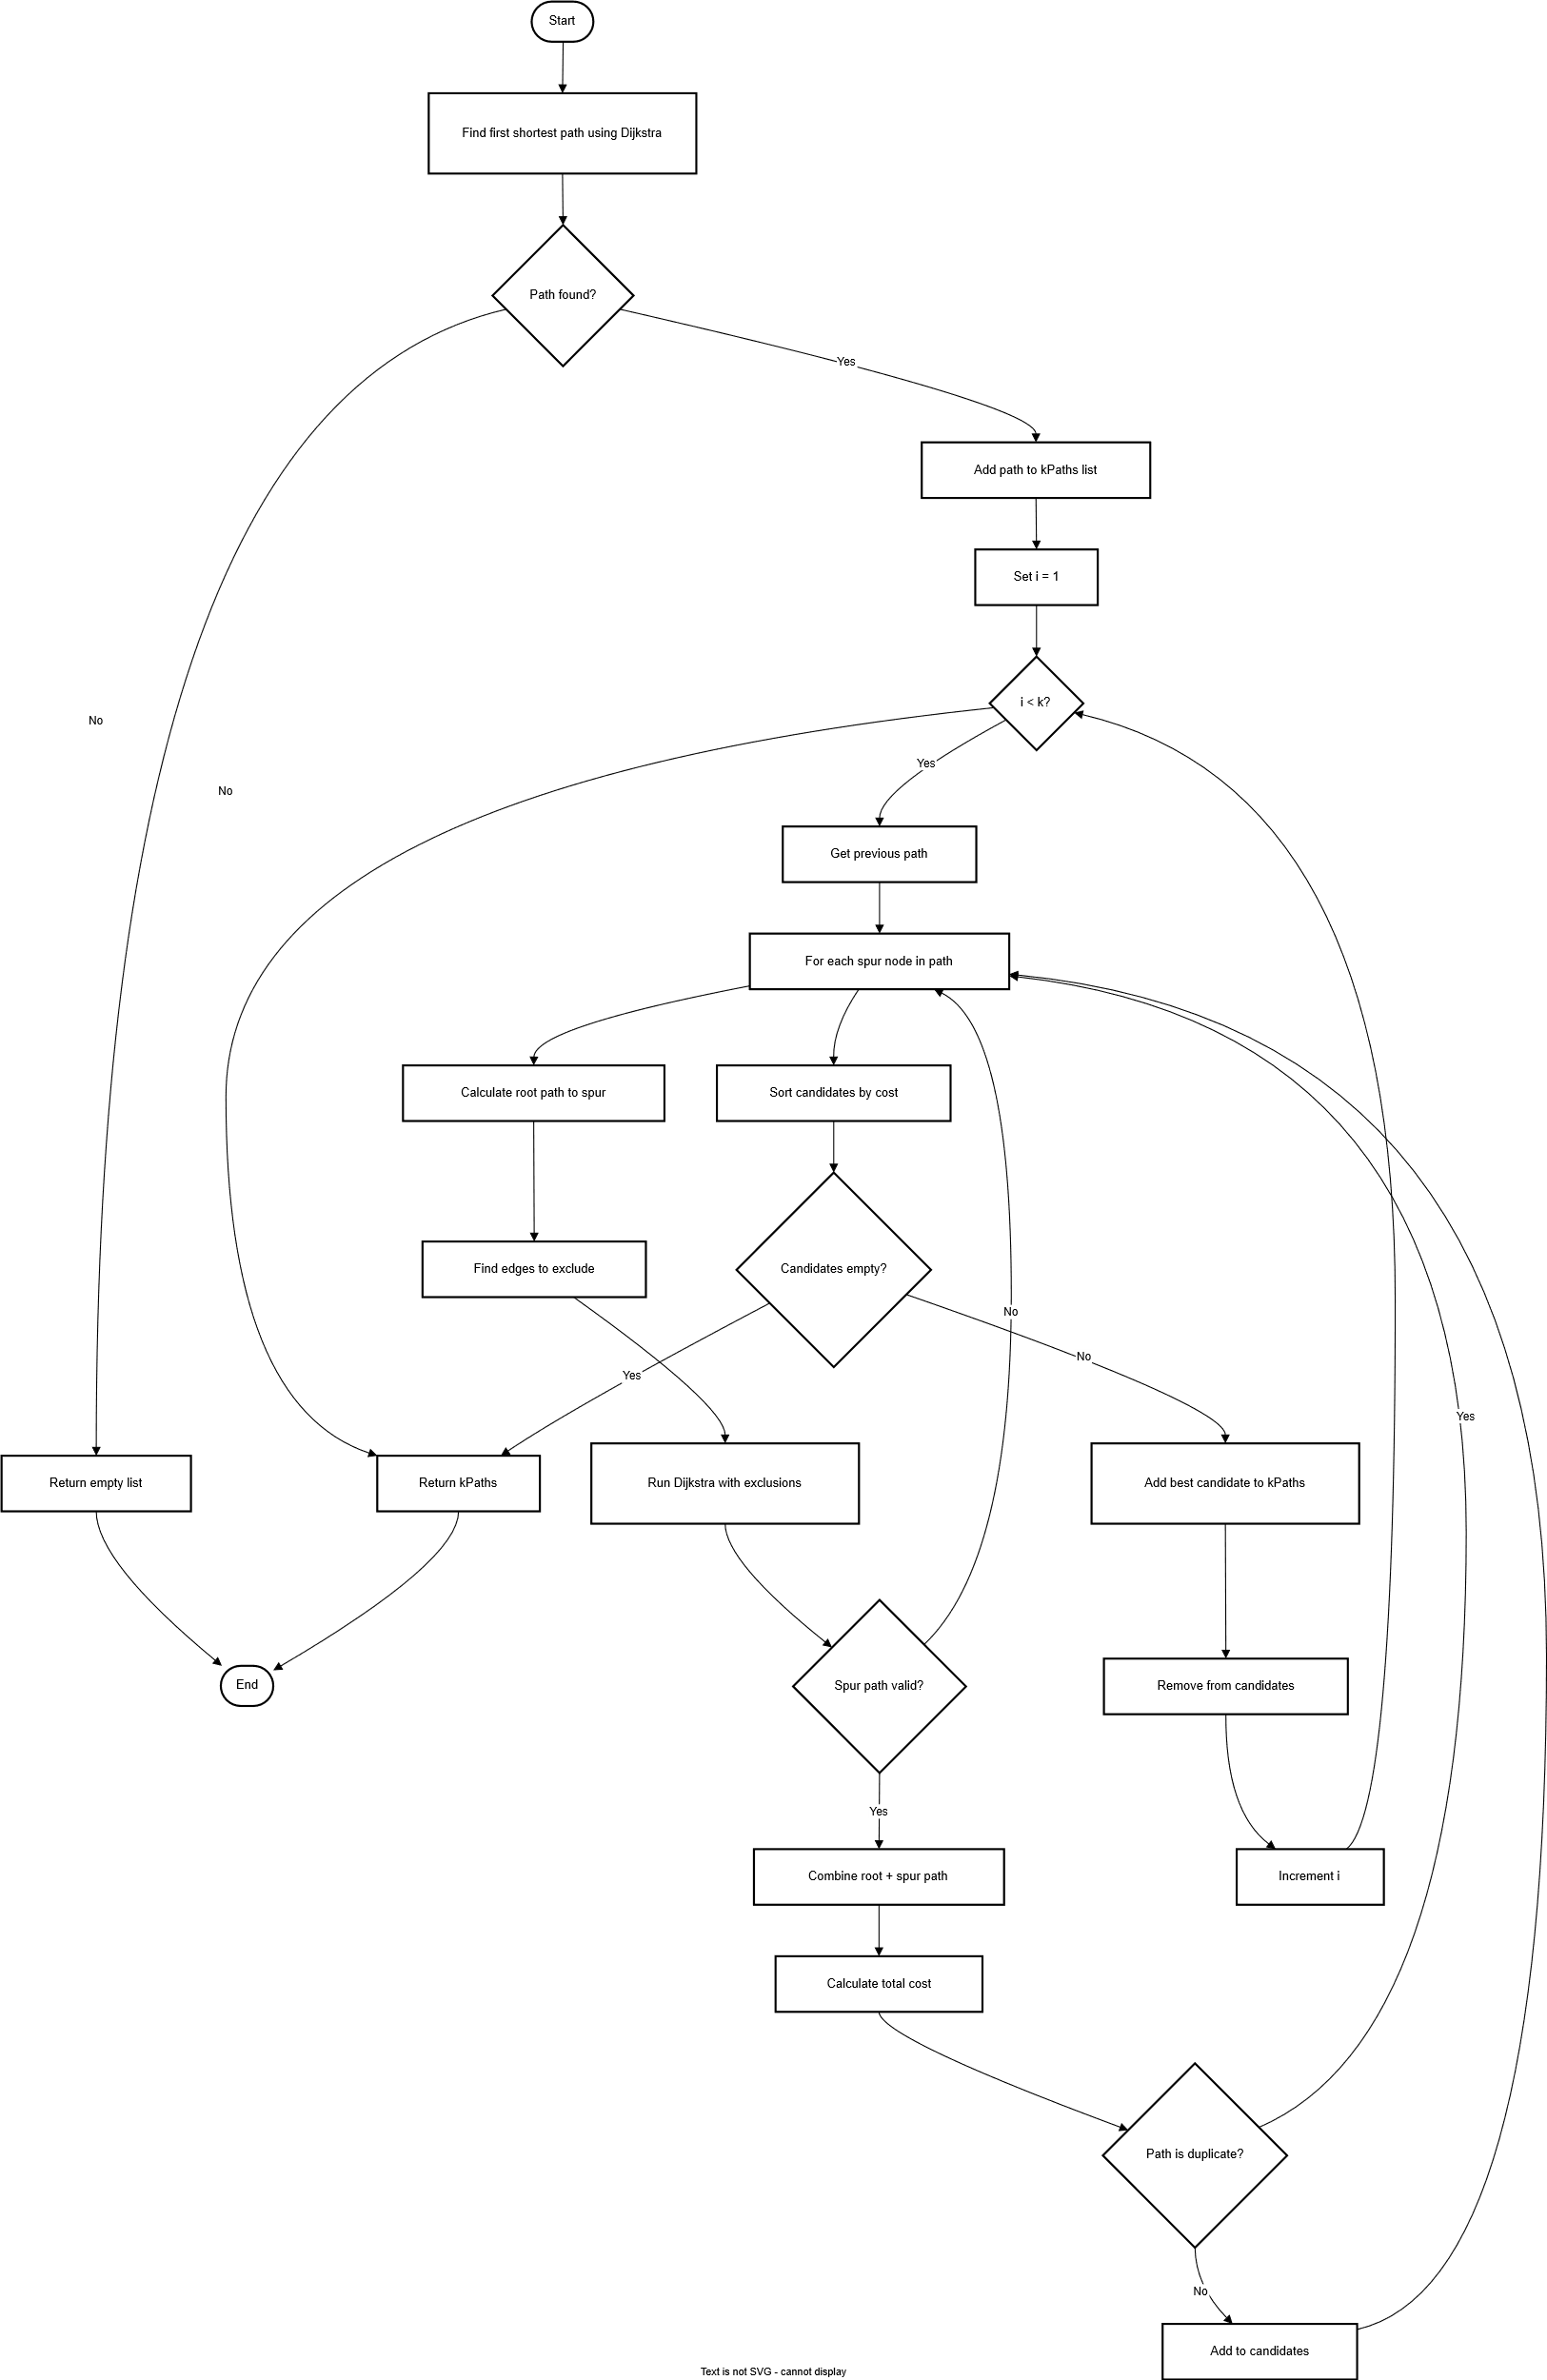 Start
Find first shortest path using Dijkstra
Path found?
Yes
Add path to kPaths list
Set i = 1
i < k?
No
Yes
No
Get previous path
For each spur node in path
Calculate root path to spur
Sort candidates by cost
Find edges to exclude
Candidates empty?
No
No
Yes
Yes
Return empty list
Return kPaths
Run Dijkstra with exclusions
Add best candidate to kPaths
End
Spur path valid?
Remove from candidates
Yes
Combine root + spur path
Increment i
Calculate total cost
Path is duplicate?
No
Add to candidates
Text is not SVG - cannot display